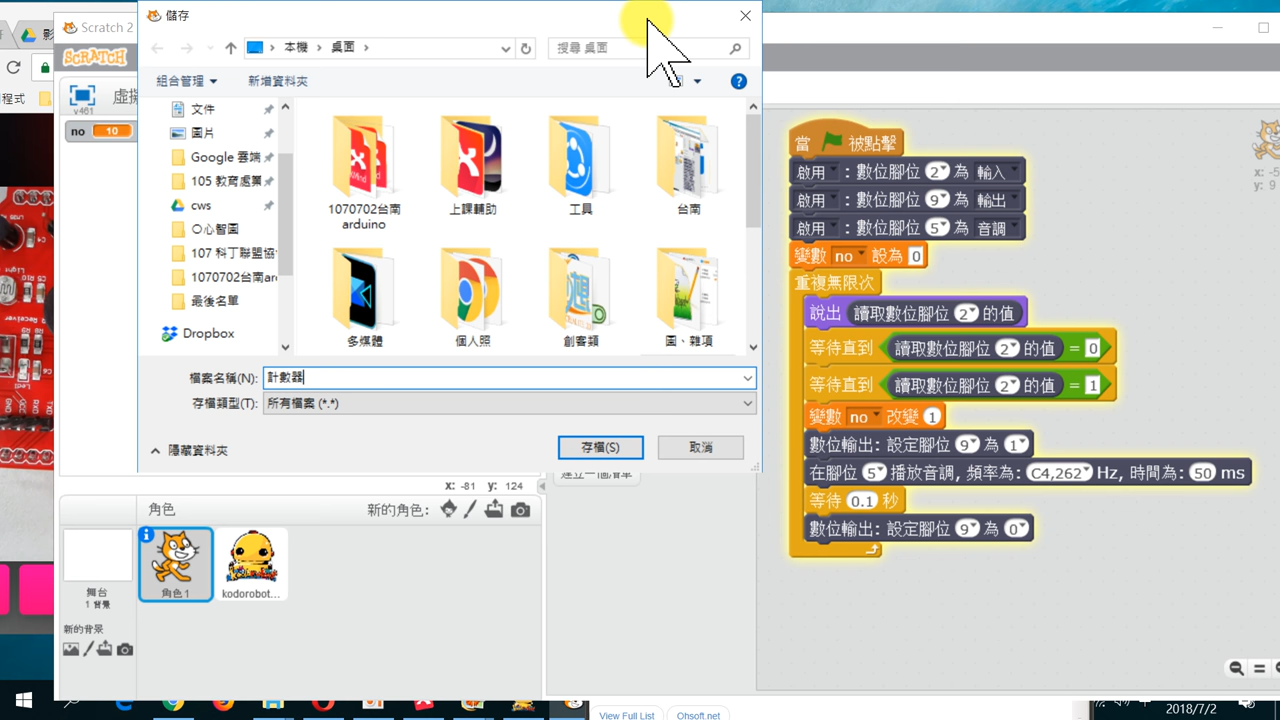 Scratch 2
儲存
本機
桌面
搜尋 桌面
組合管理
新增資料夾
程式
v461
no 10
文件
圖片
Google 雲端
105 教育處業
cws
〇心智圖
107 科丁聯盟協
1070702台南ar
最後名單
Dropbox
1070702台南
arduino
上課輔助
工具
台南
多媒體
個人照
創客類
圖、雜項
檔案名稱(N):
計數器
存檔類型(T):
所有檔案 (*.*)
隱藏資料夾
存檔(S)
取消
建立一個清單
x: -81 y: 124
角色
新的角色:
舞台
1 背景
新的背景
角色1
kodorobot...
當 被點擊
啟用 : 數位腳位 2 為 輸入
啟用 : 數位腳位 9 為 輸出
啟用 : 數位腳位 5 為 音調
變數 no 設為 0
重複無限次
說出 讀取數位腳位 2 的值
等待直到 讀取數位腳位 2 的值 = 0
等待直到 讀取數位腳位 2 的值 = 1
變數 no 改變 1
數位輸出: 設定腳位 9 為 1
在腳位 5 播放音調, 頻率為: C4,262 Hz, 時間為: 50 ms
等待 0.1 秒
數位輸出: 設定腳位 9 為 0
View Full List
Ohsoft.net
2018/7/2